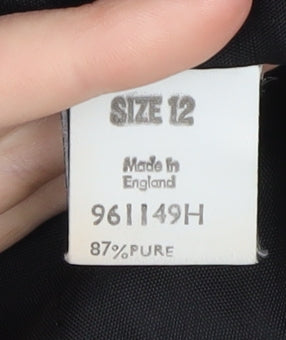 SIZE 12
Made in
England
961149H
87% PURE